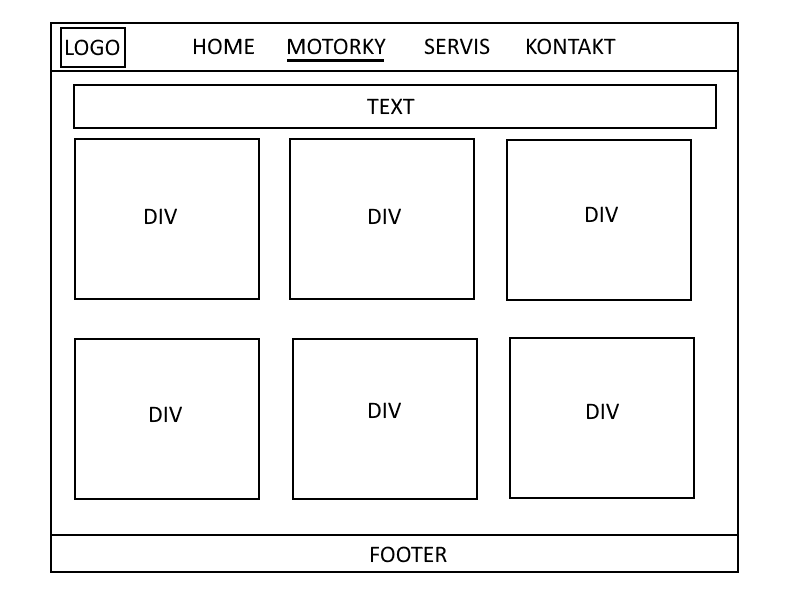 LOGO HOME MOTORKY SERVIS KONTAKT
TEXT
DIV DIV DIV
DIV DIV DIV
FOOTER